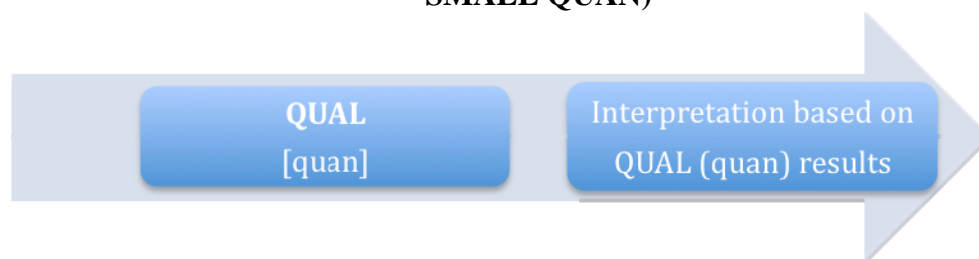 SMALL QUAN)
QUAL
[quan]
Interpretation based on
QUAL (quan) results